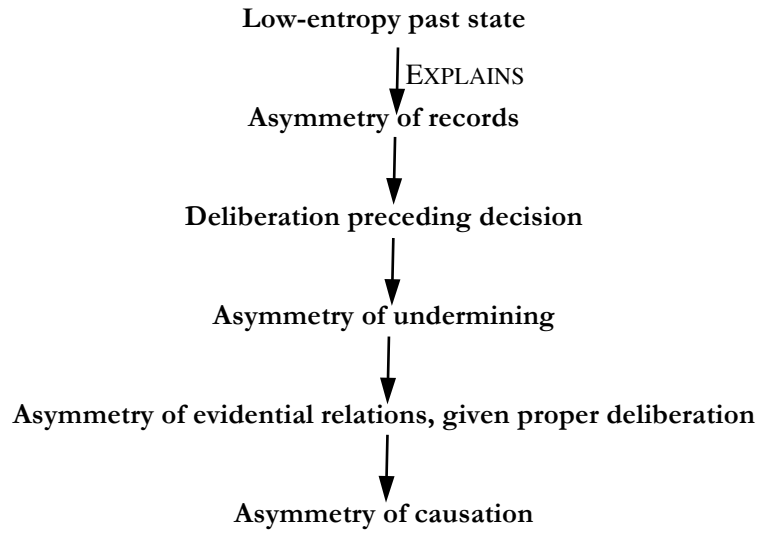 Low-entropy past state
EXPLAINS
Asymmetry of records
Deliberation preceding decision
Asymmetry of undermining
Asymmetry of evidential relations, given proper deliberation
Asymmetry of causation